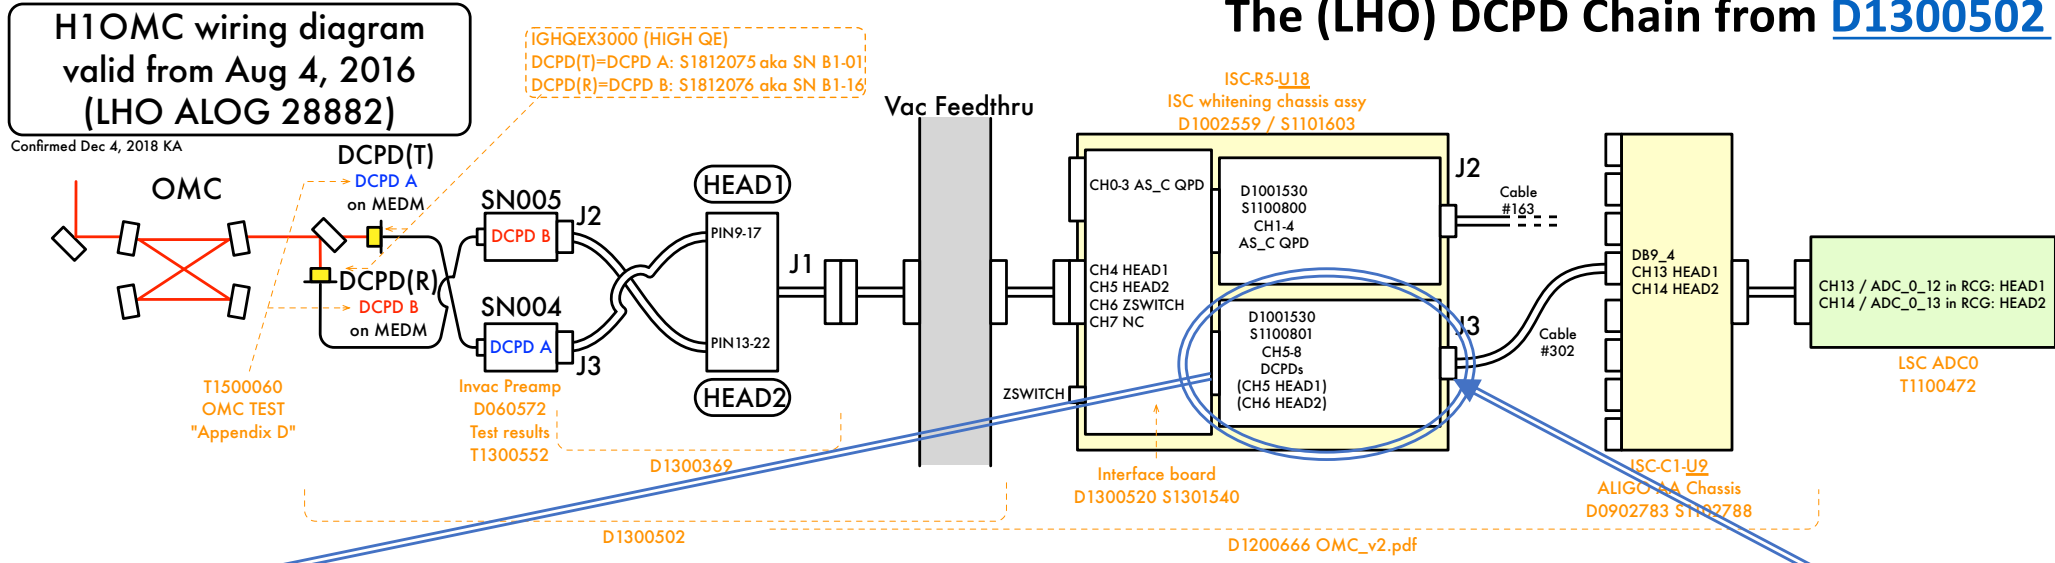 The (LHO) DCPD Chain from D1300502
H1OMC wiring diagram
valid from Aug 4, 2016
(LHO ALOG 28882)
Confirmed Dec 4, 2018 KA
IGHQEX3000 (HIGH QE)
DCPD(T)=DCPD A: S1812075 aka SN B1-01
DCPD(R)=DCPD B: S1812076 aka SN B1-16
OMC
DCPD(T)
DCPD A
on MEDM
DCPD(R)
DCPD B
on MEDM
T1500060
OMC TEST
"Appendix D"
SN005
DCPD B
J2
SN004
DCPD A
J3
Invac Preamp
D060572
Test results
T1300552
HEAD1
PIN9-17
PIN13-22
HEAD2
J1
D1300369
D1300502
Vac Feedthru
ISC-R5-U18
ISC whitening chassis assy
D1002559 / S1101603
CH0-3 AS_C QPD
CH4 HEAD1
CH5 HEAD2
CH6 ZSWITCH
CH7 NC
ZSWITCH
D1001530
S1100800
CH1-4
AS_C QPD
J2
Cable
#163
D1001530
S1100801
CH5-8
DCPDs
(CH5 HEAD1)
(CH6 HEAD2)
J3
Cable
#302
Interface board
D1300520 S1301540
DB9_4
CH13 HEAD1
CH14 HEAD2
ISC-C1-U9
ALIGO AA Chassis
D0902783 S1102788
CH13 / ADC_0_12 in RCG: HEAD1
CH14 / ADC_0_13 in RCG: HEAD2
LSC ADC0
T1100472
D1200666 OMC_v2.pdf